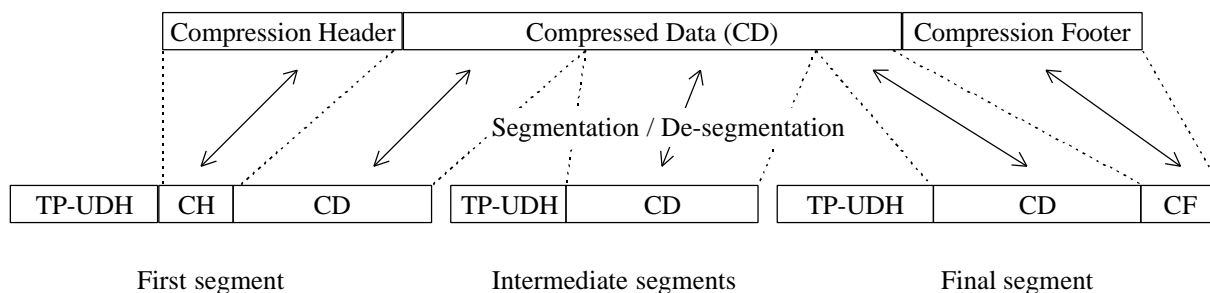 Compression Header Compressed Data (CD) Compression Footer
Segmentation / De-segmentation
TP-UDH CH CD TP-UDH CD TP-UDH CD CF
First segment Intermediate segments Final segment